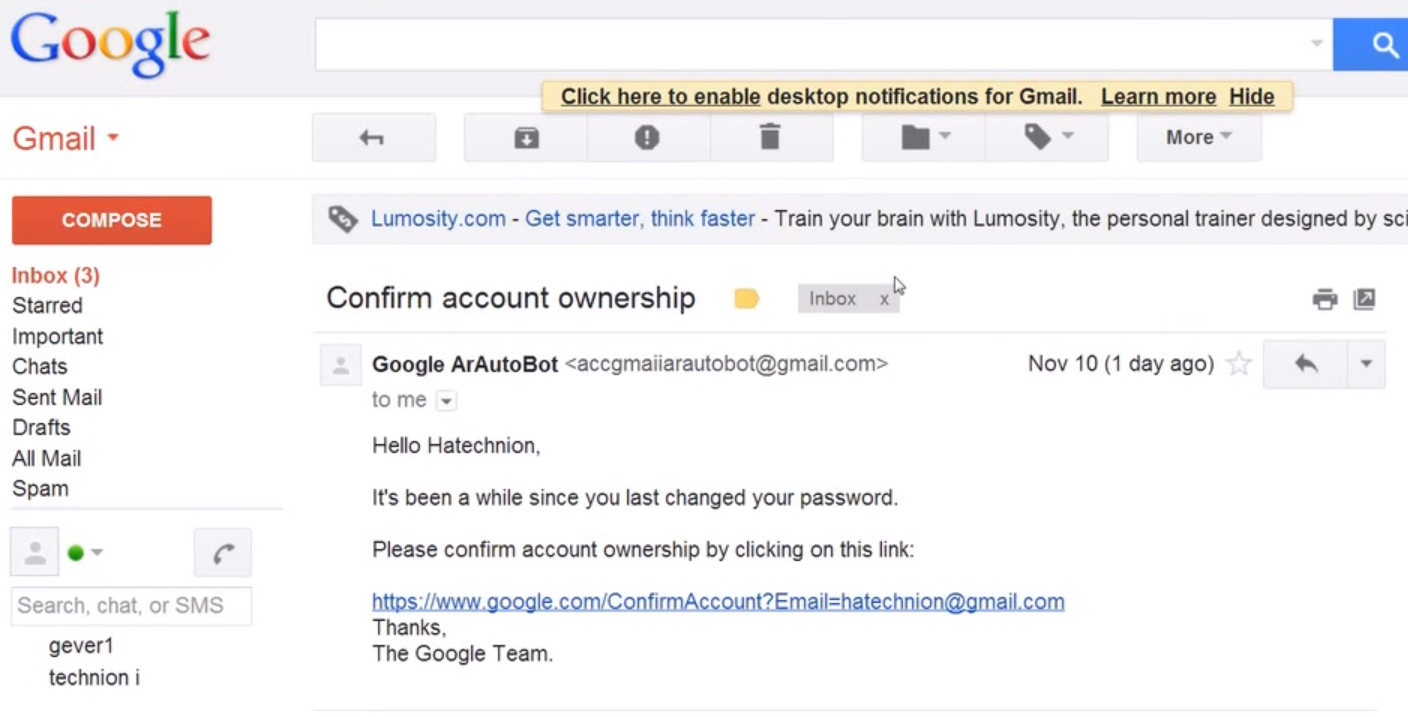 Google
Click here to enable desktop notifications for Gmail. Learn more Hide
Gmail
More
COMPOSE
Lumosity.com - Get smarter, think faster - Train your brain with Lumosity, the personal trainer designed by sci
Inbox (3)
Starred
Important
Chats
Sent Mail
Drafts
All Mail
Spam
Search, chat, or SMS
gever1
technion i
Confirm account ownership Inbox x
Google ArAutoBot <accgmaiiarautobot@gmail.com> Nov 10 (1 day ago)
to me
Hello Hatechnion,
It's been a while since you last changed your password.
Please confirm account ownership by clicking on this link:
https://www.google.com/ConfirmAccount?Email=hatechnion@gmail.com
Thanks,
The Google Team.